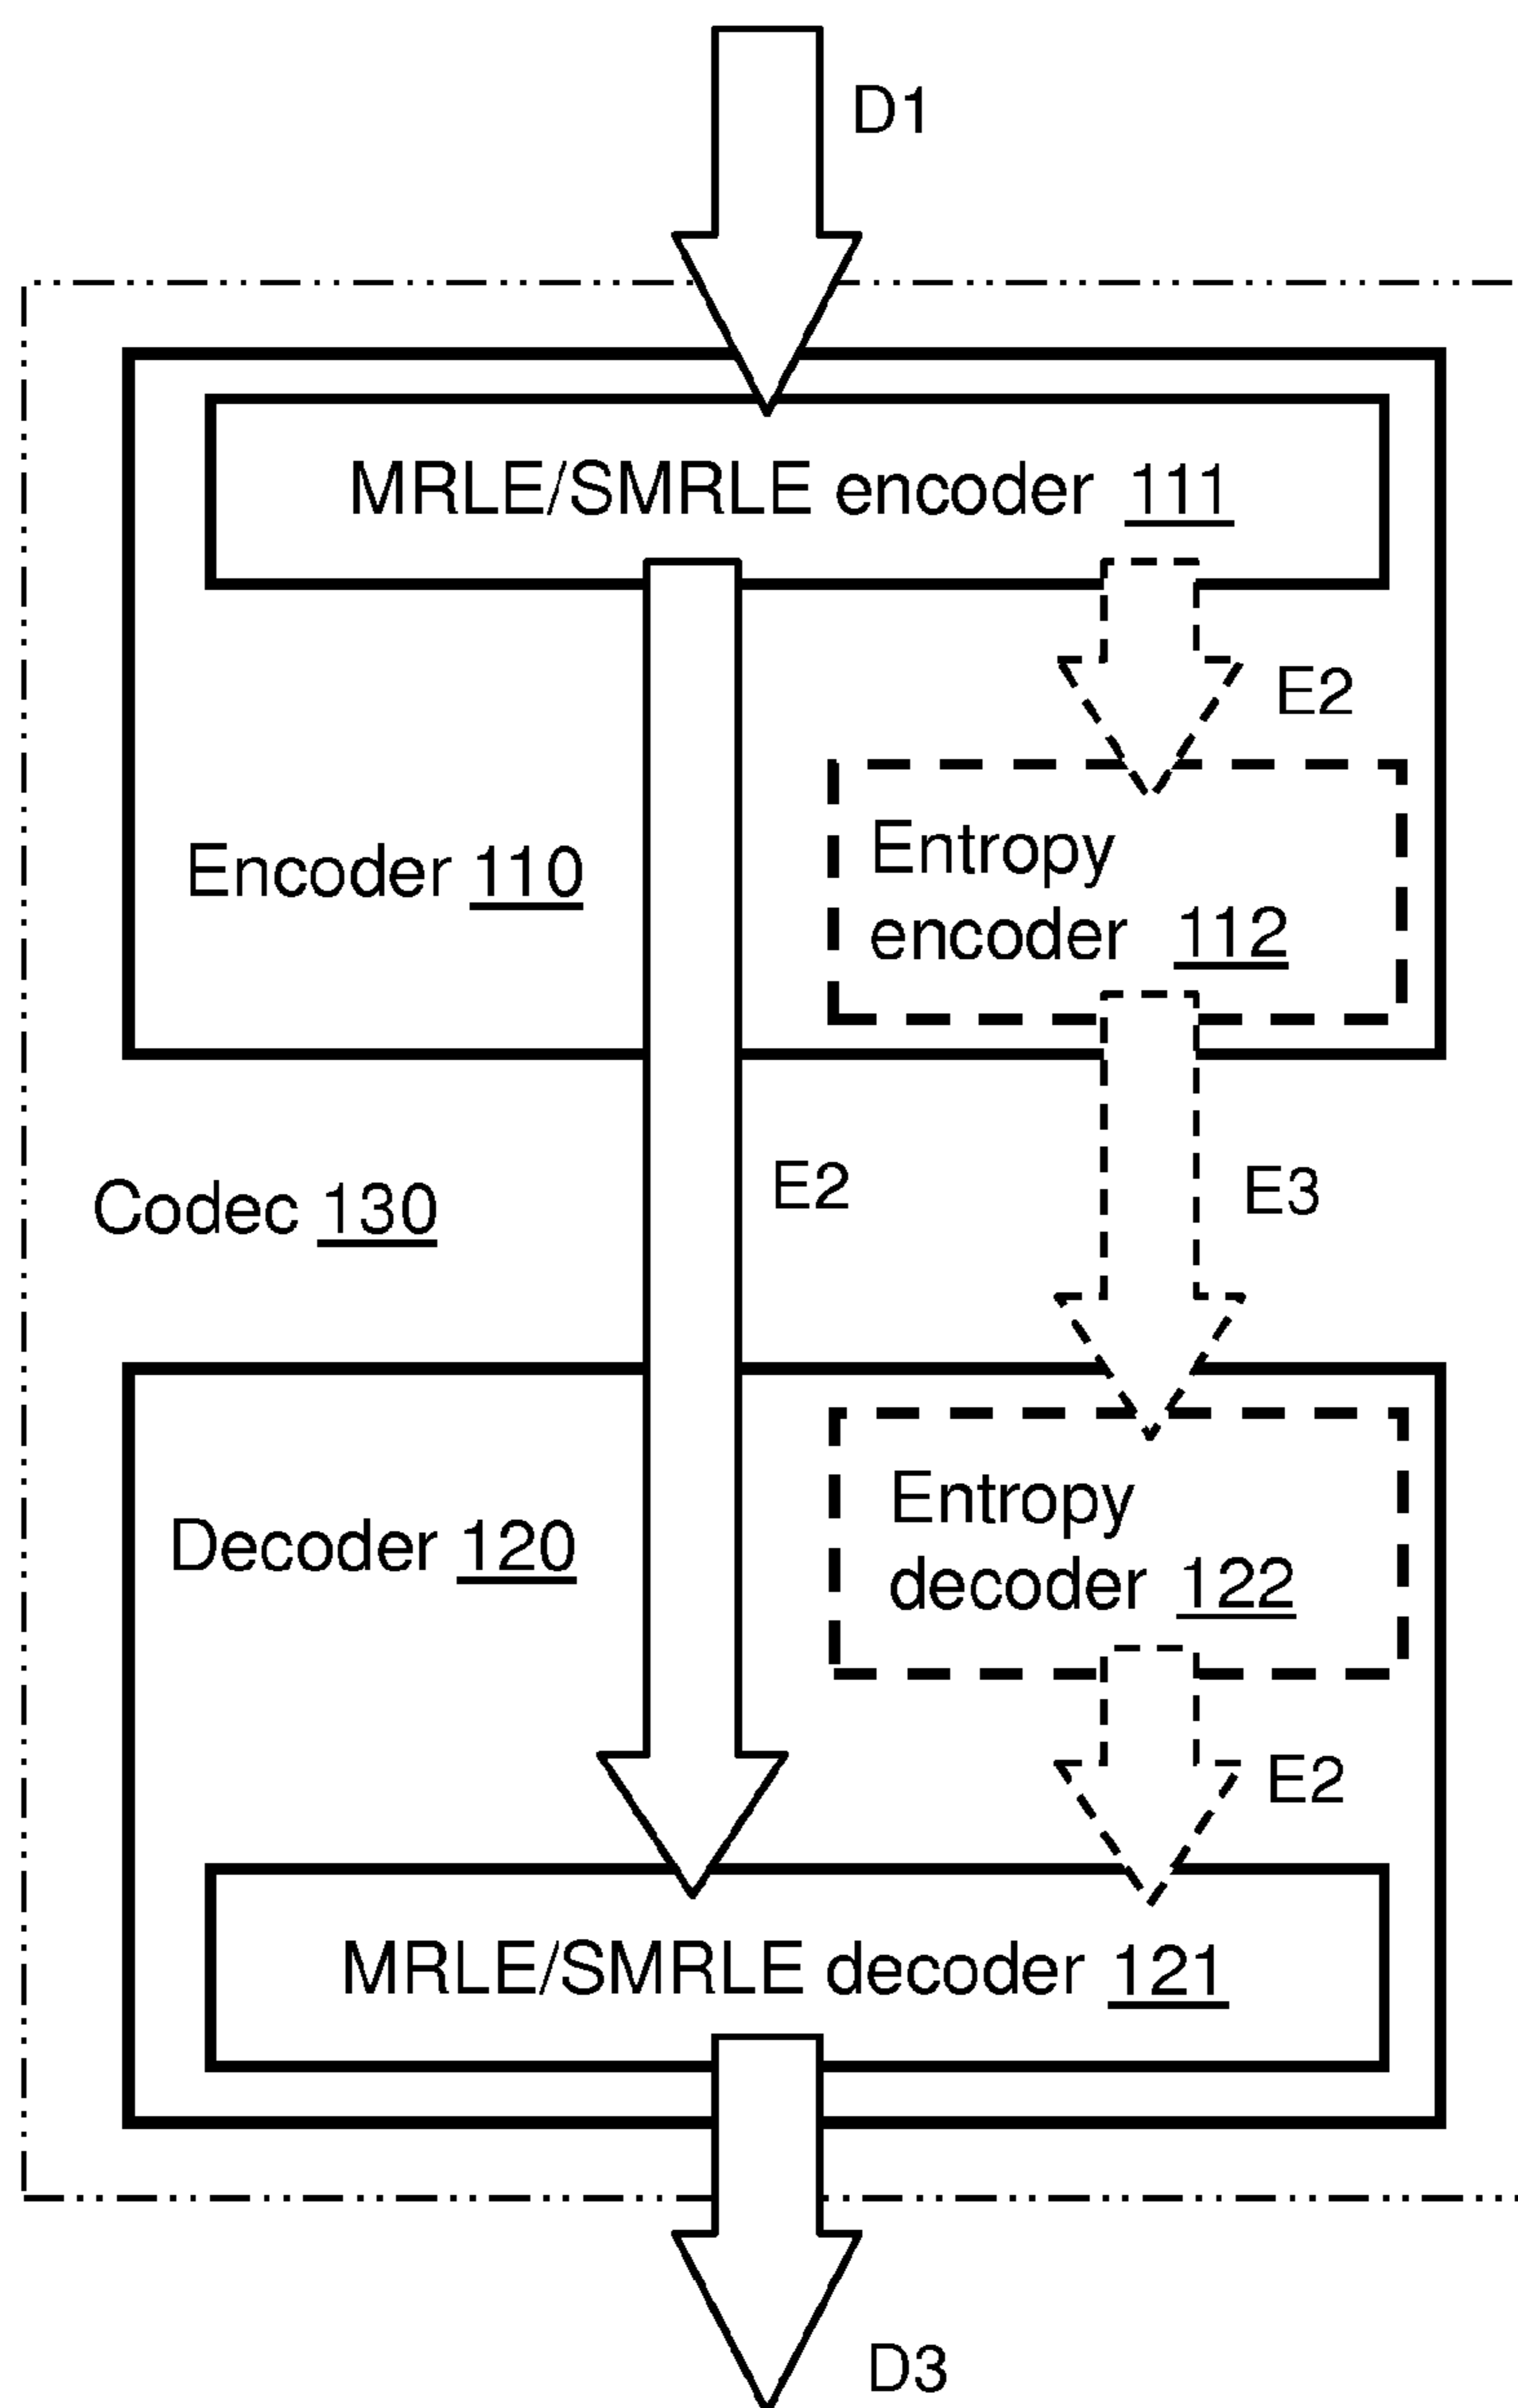 D1
MRLE/SMRLE encoder 111
E2
Encoder 110
Entropy
encoder 112
Codec 130
E2
E3
Decoder 120
Entropy
decoder 122
E2
MRLE/SMRLE decoder 121
D3